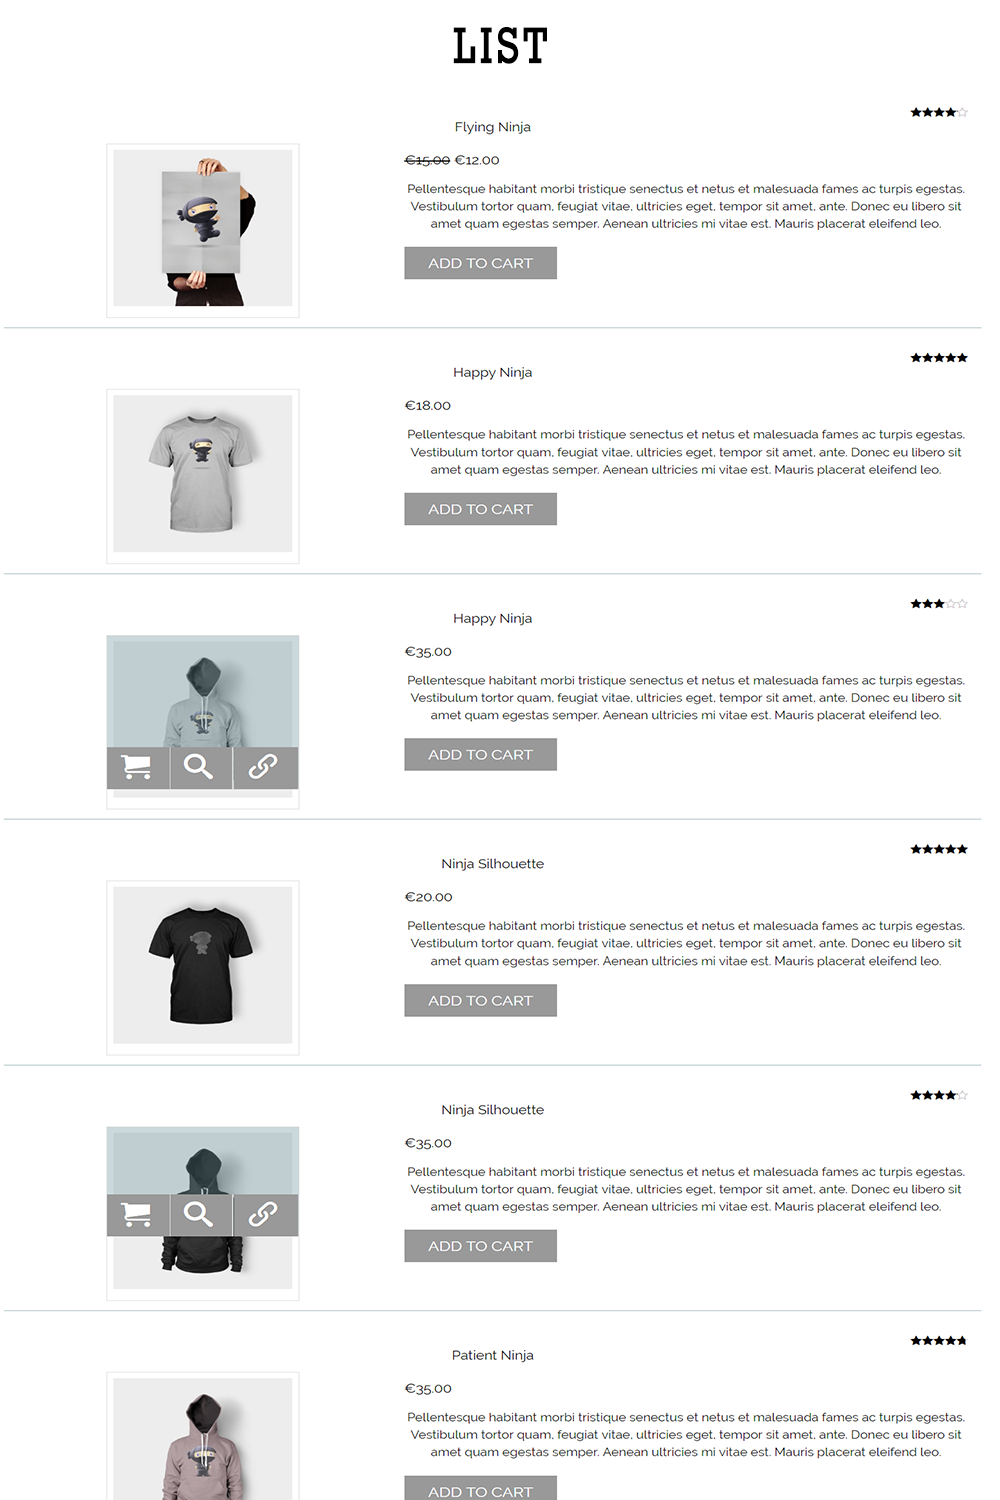 LIST
Flying Ninja
€15.00 €12.00
Pellentesque habitant morbi tristique senectus et netus et malesuada fames ac turpis egestas.
Vestibulum tortor quam, feugiat vitae, ultricies eget, tempor sit amet, ante. Donec eu libero sit
amet quam egestas semper. Aenean ultricies mi vitae est. Mauris placerat eleifend leo.
ADD TO CART
Happy Ninja
€18.00
Pellentesque habitant morbi tristique senectus et netus et malesuada fames ac turpis egestas.
Vestibulum tortor quam, feugiat vitae, ultricies eget, tempor sit amet, ante. Donec eu libero sit
amet quam egestas semper. Aenean ultricies mi vitae est. Mauris placerat eleifend leo.
ADD TO CART
Happy Ninja
€35.00
Pellentesque habitant morbi tristique senectus et netus et malesuada fames ac turpis egestas.
Vestibulum tortor quam, feugiat vitae, ultricies eget, tempor sit amet, ante. Donec eu libero sit
amet quam egestas semper. Aenean ultricies mi vitae est. Mauris placerat eleifend leo.
ADD TO CART
Ninja Silhouette
€20.00
Pellentesque habitant morbi tristique senectus et netus et malesuada fames ac turpis egestas.
Vestibulum tortor quam, feugiat vitae, ultricies eget, tempor sit amet, ante. Donec eu libero sit
amet quam egestas semper. Aenean ultricies mi vitae est. Mauris placerat eleifend leo.
ADD TO CART
Ninja Silhouette
€35.00
Pellentesque habitant morbi tristique senectus et netus et malesuada fames ac turpis egestas.
Vestibulum tortor quam, feugiat vitae, ultricies eget, tempor sit amet, ante. Donec eu libero sit
amet quam egestas semper. Aenean ultricies mi vitae est. Mauris placerat eleifend leo.
ADD TO CART
Patient Ninja
€35.00
Pellentesque habitant morbi tristique senectus et netus et malesuada fames ac turpis egestas.
Vestibulum tortor quam, feugiat vitae, ultricies eget, tempor sit amet, ante. Donec eu libero sit
amet quam egestas semper. Aenean ultricies mi vitae est. Mauris placerat eleifend leo.
ADD TO CART